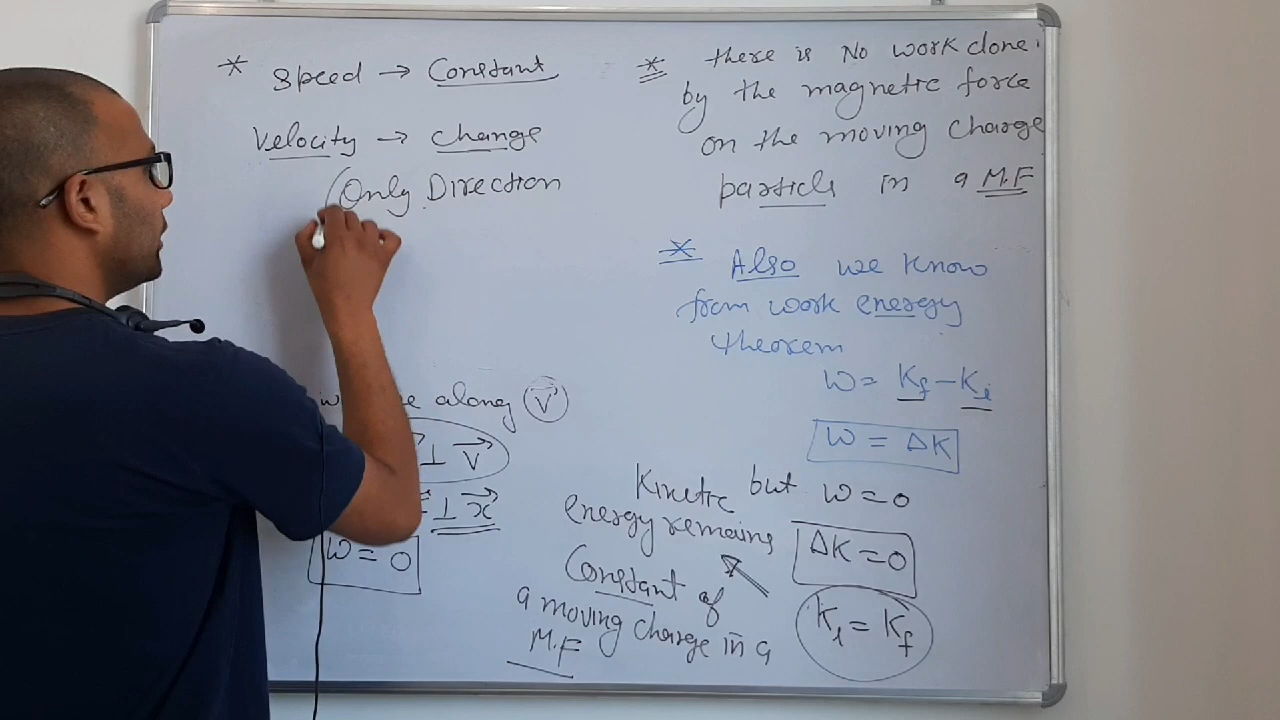 * Speed → Constant
Velocity → change
(Only Direction
along V
⊥ V
⊥ x
W = 0
* there is No work done
by the magnetic force
on the moving charge
particle in a M.F
* Also we know
from work energy
theorem
W = Kf - Ki
W = ΔK
but W = 0
ΔK = 0
Ki = Kf
Kinetic
energy remains
Constant of
a moving charge in a
M.F